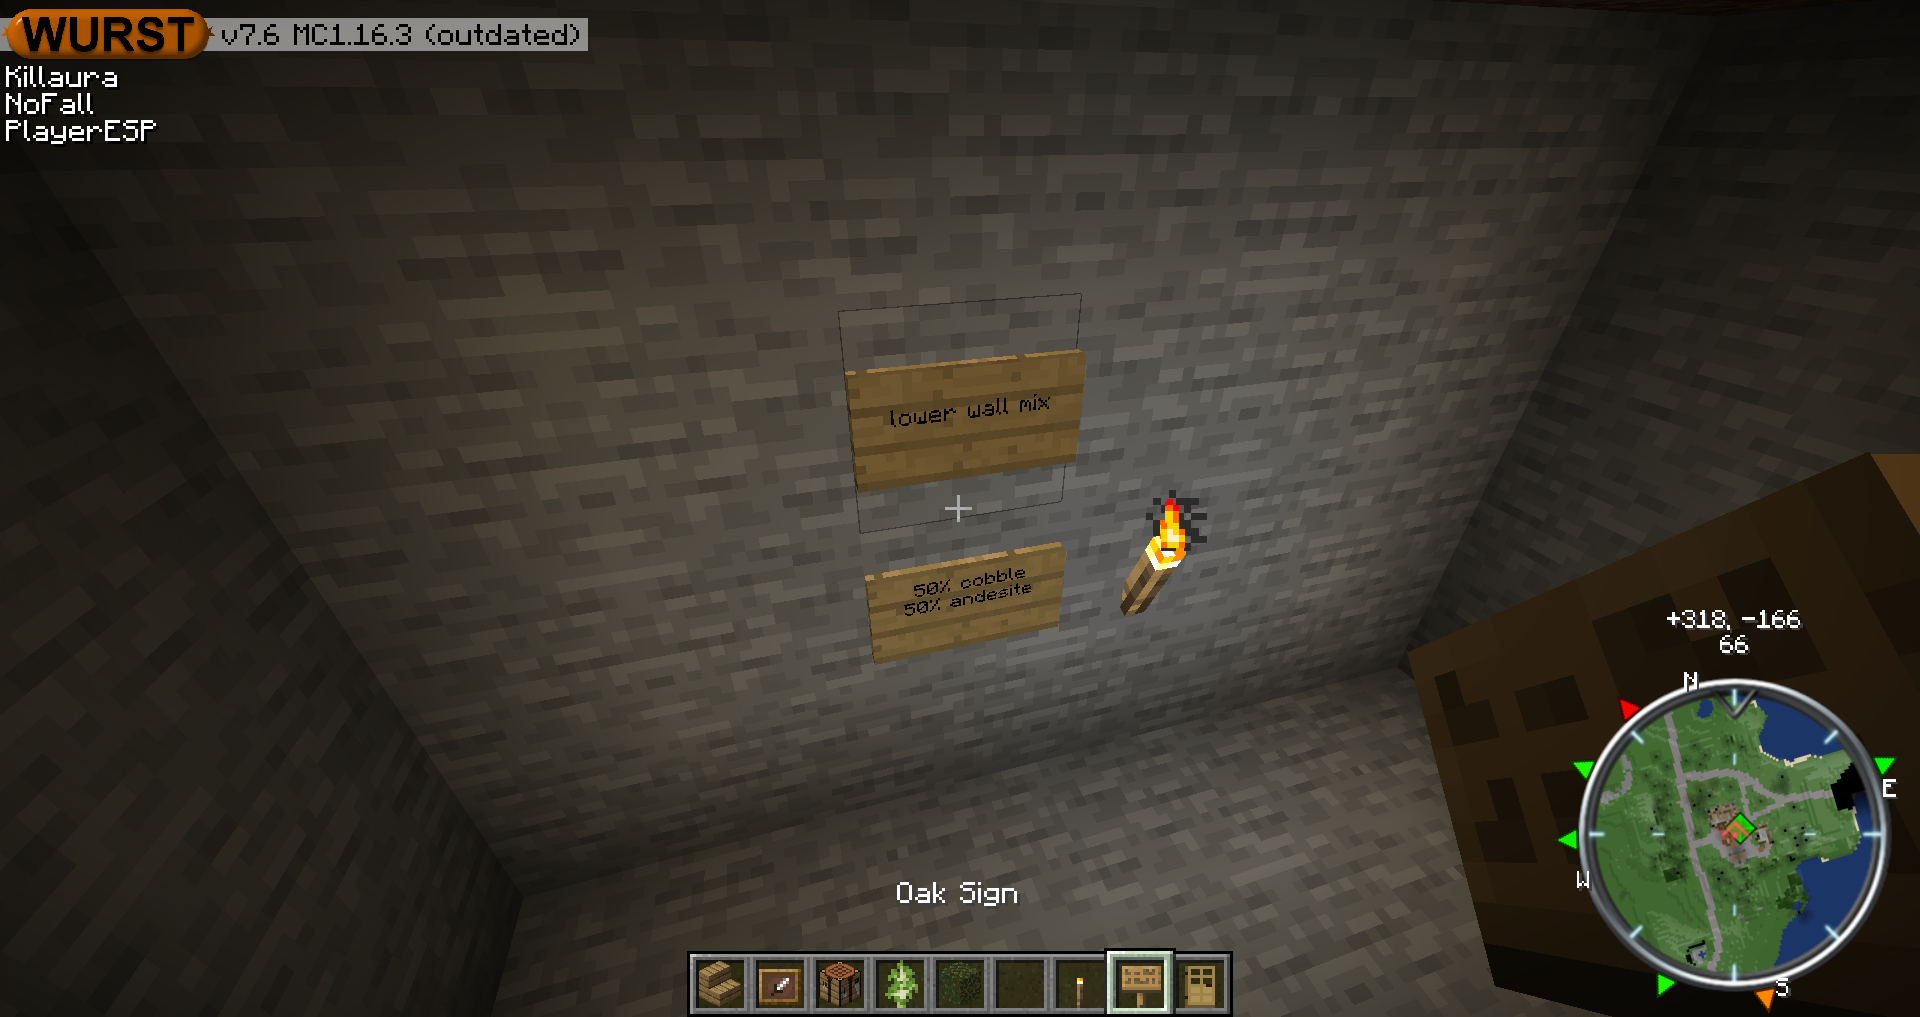 WURST v7.6 MC1.16.3 (outdated)
Killaura
NoFall
PlayerESP
lower wall mix
50% cobble
50% andesite
+318, -166
66
N
E
W
S
Oak Sign